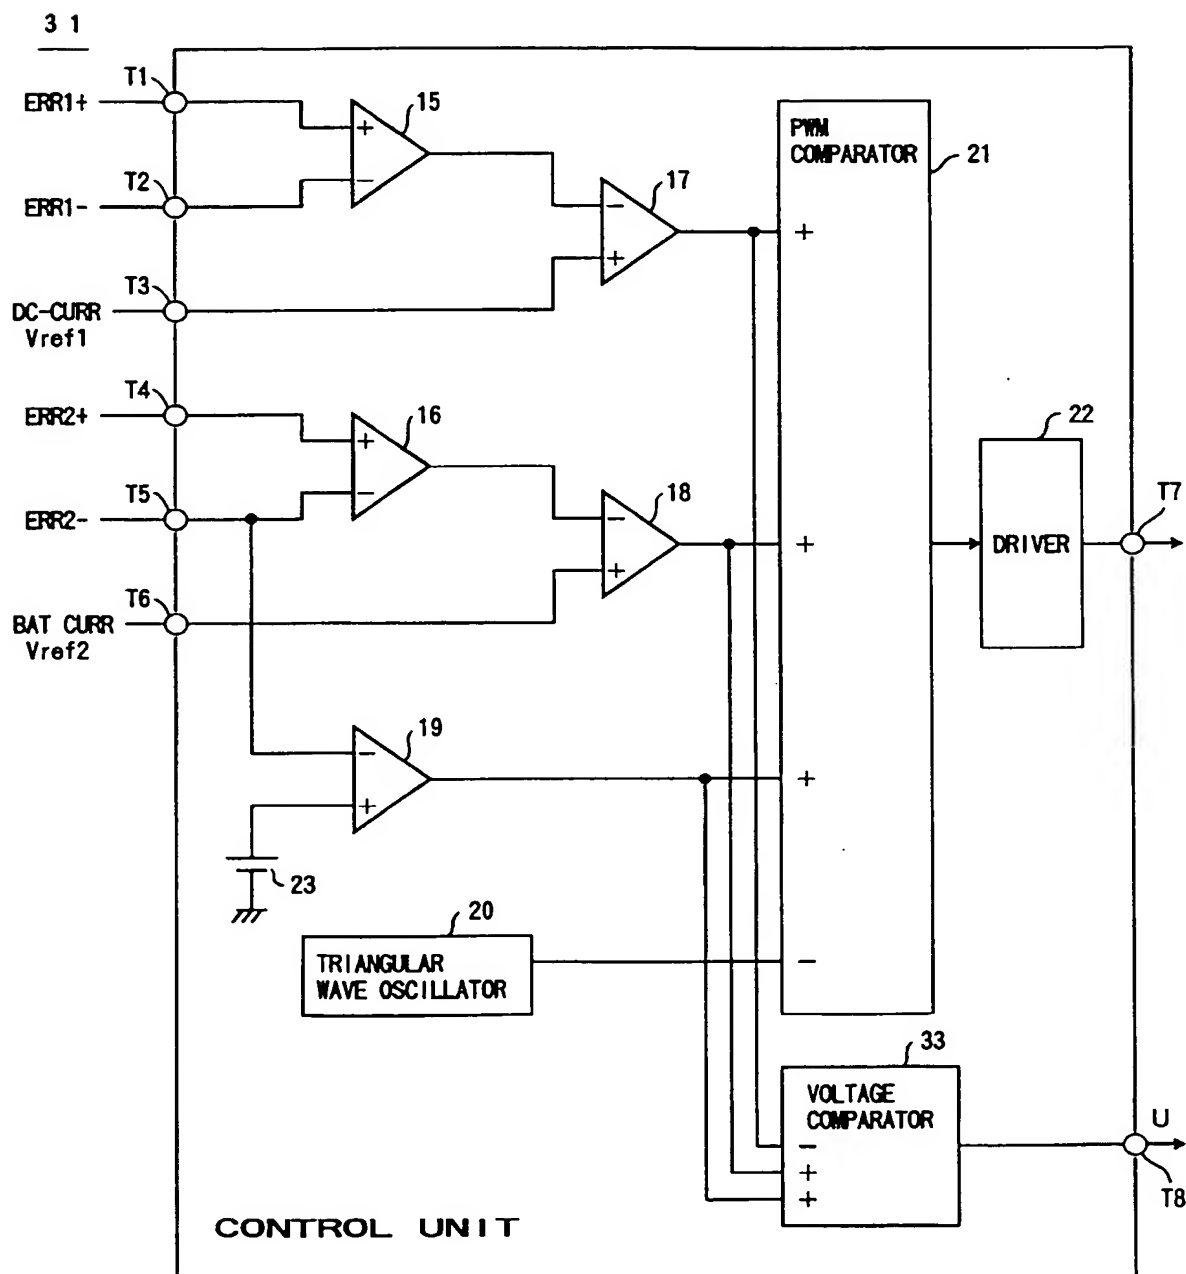 31
T1
ERR1+
15
PWM
COMPARATOR
21
+
−
T2
17
ERR1-
−
+
+
T3
DC-CURR
Vref1
T4
ERR2+
16
22
+
−
T5
18
T7
ERR2-
−
+
+
DRIVER
T6
BAT CURR
Vref2
19
−
+
+
23
20
TRIANGULAR
WAVE OSCILLATOR
−
33
VOLTAGE
COMPARATOR
U
−
+
+
T8
CONTROL UNIT